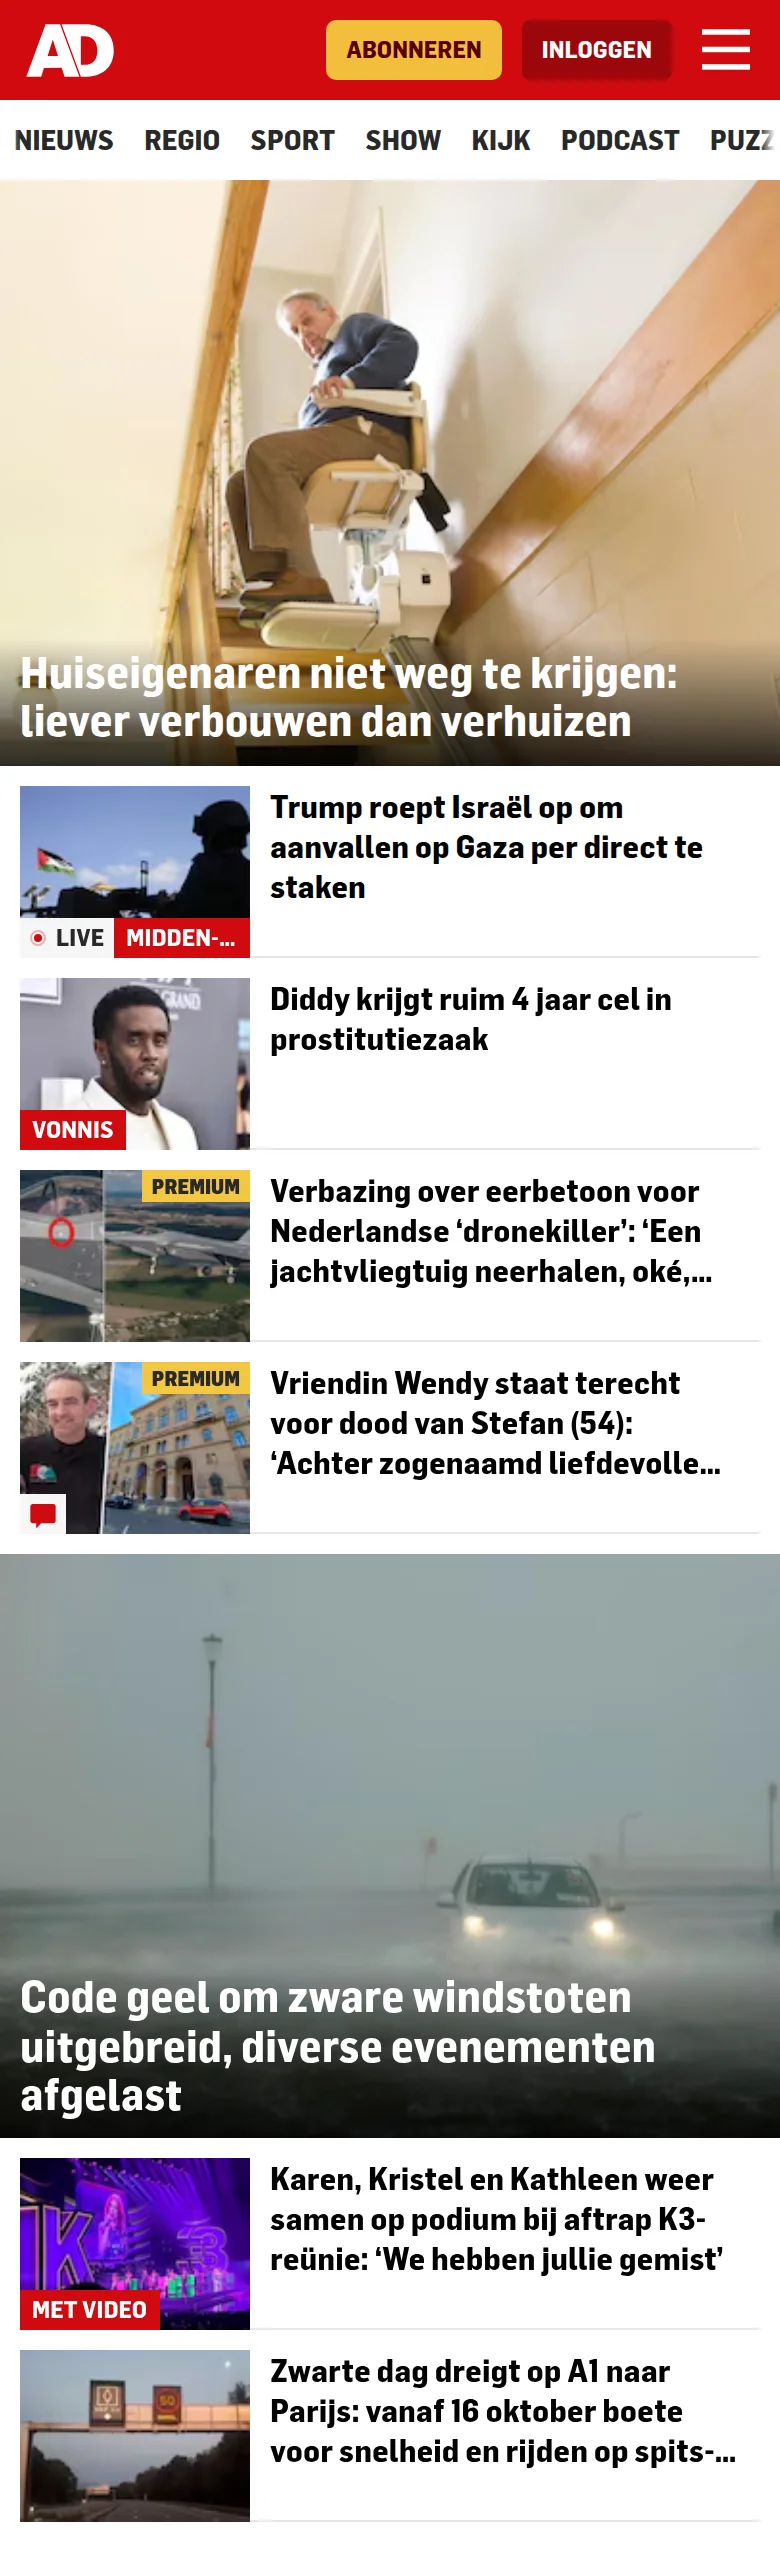 AD
ABONNEREN
INLOGGEN
NIEUWS REGIO SPORT SHOW KIJK PODCAST PUZZ
Huiseigenaren niet weg te krijgen:
liever verbouwen dan verhuizen
Trump roept Israël op om
aanvallen op Gaza per direct te
staken
LIVE MIDDEN-...
Diddy krijgt ruim 4 jaar cel in
prostitutiezaak
GRAND
VONNIS
PREMIUM
Verbazing over eerbetoon voor
Nederlandse ‘dronekiller’: ‘Een
jachtvliegtuig neerhalen, oké,...
PREMIUM
Vriendin Wendy staat terecht
voor dood van Stefan (54):
‘Achter zogenaamd liefdevolle...
Code geel om zware windstoten
uitgebreid, diverse evenementen
afgelast
Karen, Kristel en Kathleen weer
samen op podium bij aftrap K3-
reünie: ‘We hebben jullie gemist’
K3
MET VIDEO
Zwarte dag dreigt op A1 naar
Parijs: vanaf 16 oktober boete
voor snelheid en rijden op spits-...
50